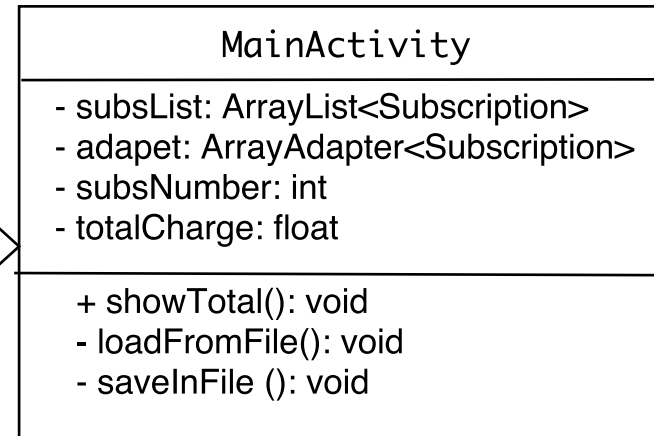 MainActivity
- subsList: ArrayList<Subscription>
- adapet: ArrayAdapter<Subscription>
- subsNumber: int
- totalCharge: float
+ showTotal(): void
- loadFromFile(): void
- saveInFile (): void